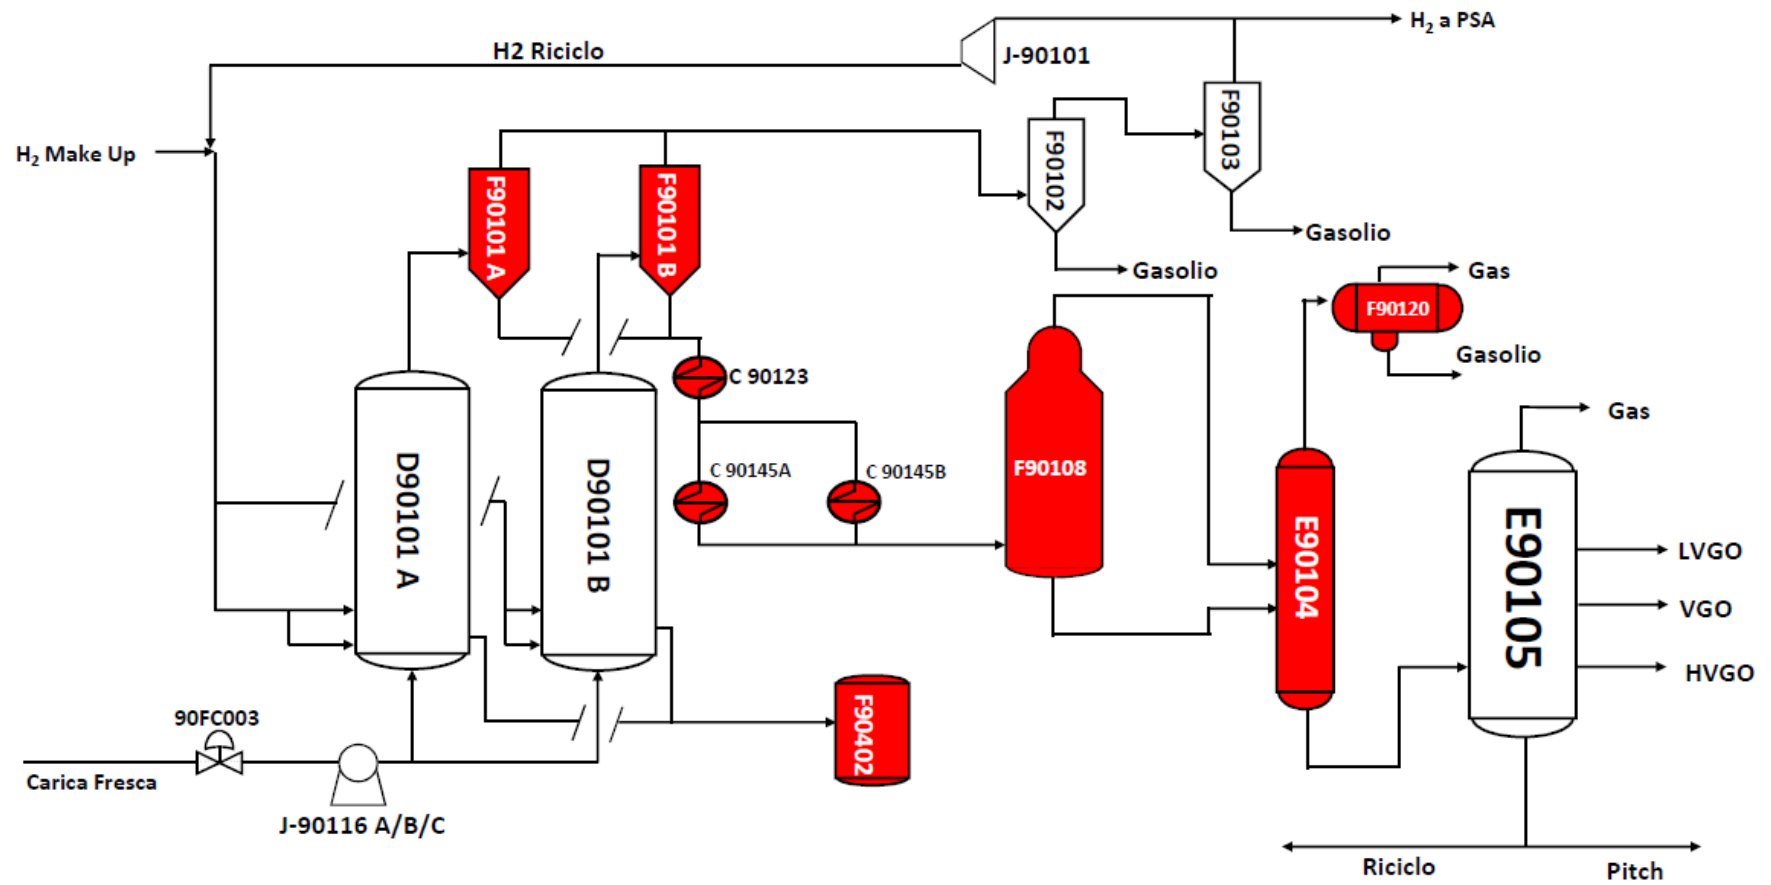 H2 a PSA
H2 Riciclo
J-90101
F90103
F90102
H2 Make Up
F90101 A
F90101 B
Gasolio
Gasolio
Gas
F90120
Gasolio
C 90123
Gas
D90101 A
D90101 B
C 90145A
C 90145B
F90108
E90104
E90105
LVGO
VGO
HVGO
90FC003
F90402
Carica Fresca
J-90116 A/B/C
Riciclo
Pitch